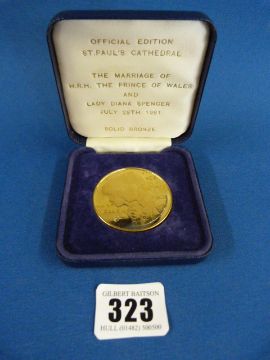 OFFICIAL EDITION
ST. PAUL'S CATHEDRAL
THE MARRIAGE OF
H.R.H. THE PRINCE OF WALES
AND
LADY DIANA SPENCER
JULY 29TH 1981
SOLID BRONZE
GILBERT BAITSON
323
HULL (01482) 500500